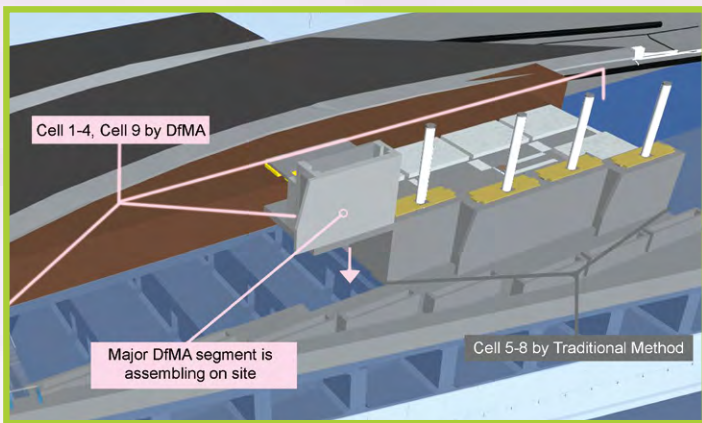 Cell 1-4, Cell 9 by DfMA
Major DfMA segment is
assembling on site
Cell 5-8 by Traditional Method